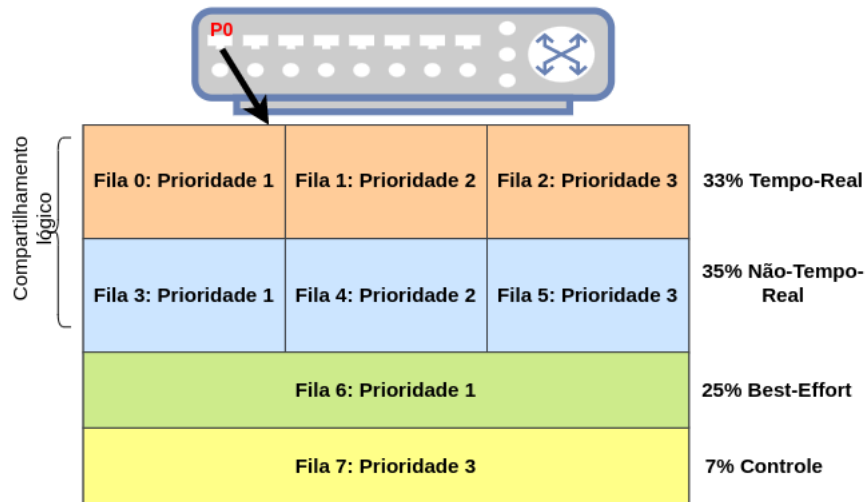 P0
Compartilhamento
lógico
Fila 0: Prioridade 1
Fila 1: Prioridade 2
Fila 2: Prioridade 3
33% Tempo-Real
Fila 3: Prioridade 1
Fila 4: Prioridade 2
Fila 5: Prioridade 3
35% Não-Tempo-
Real
Fila 6: Prioridade 1
25% Best-Effort
Fila 7: Prioridade 3
7% Controle